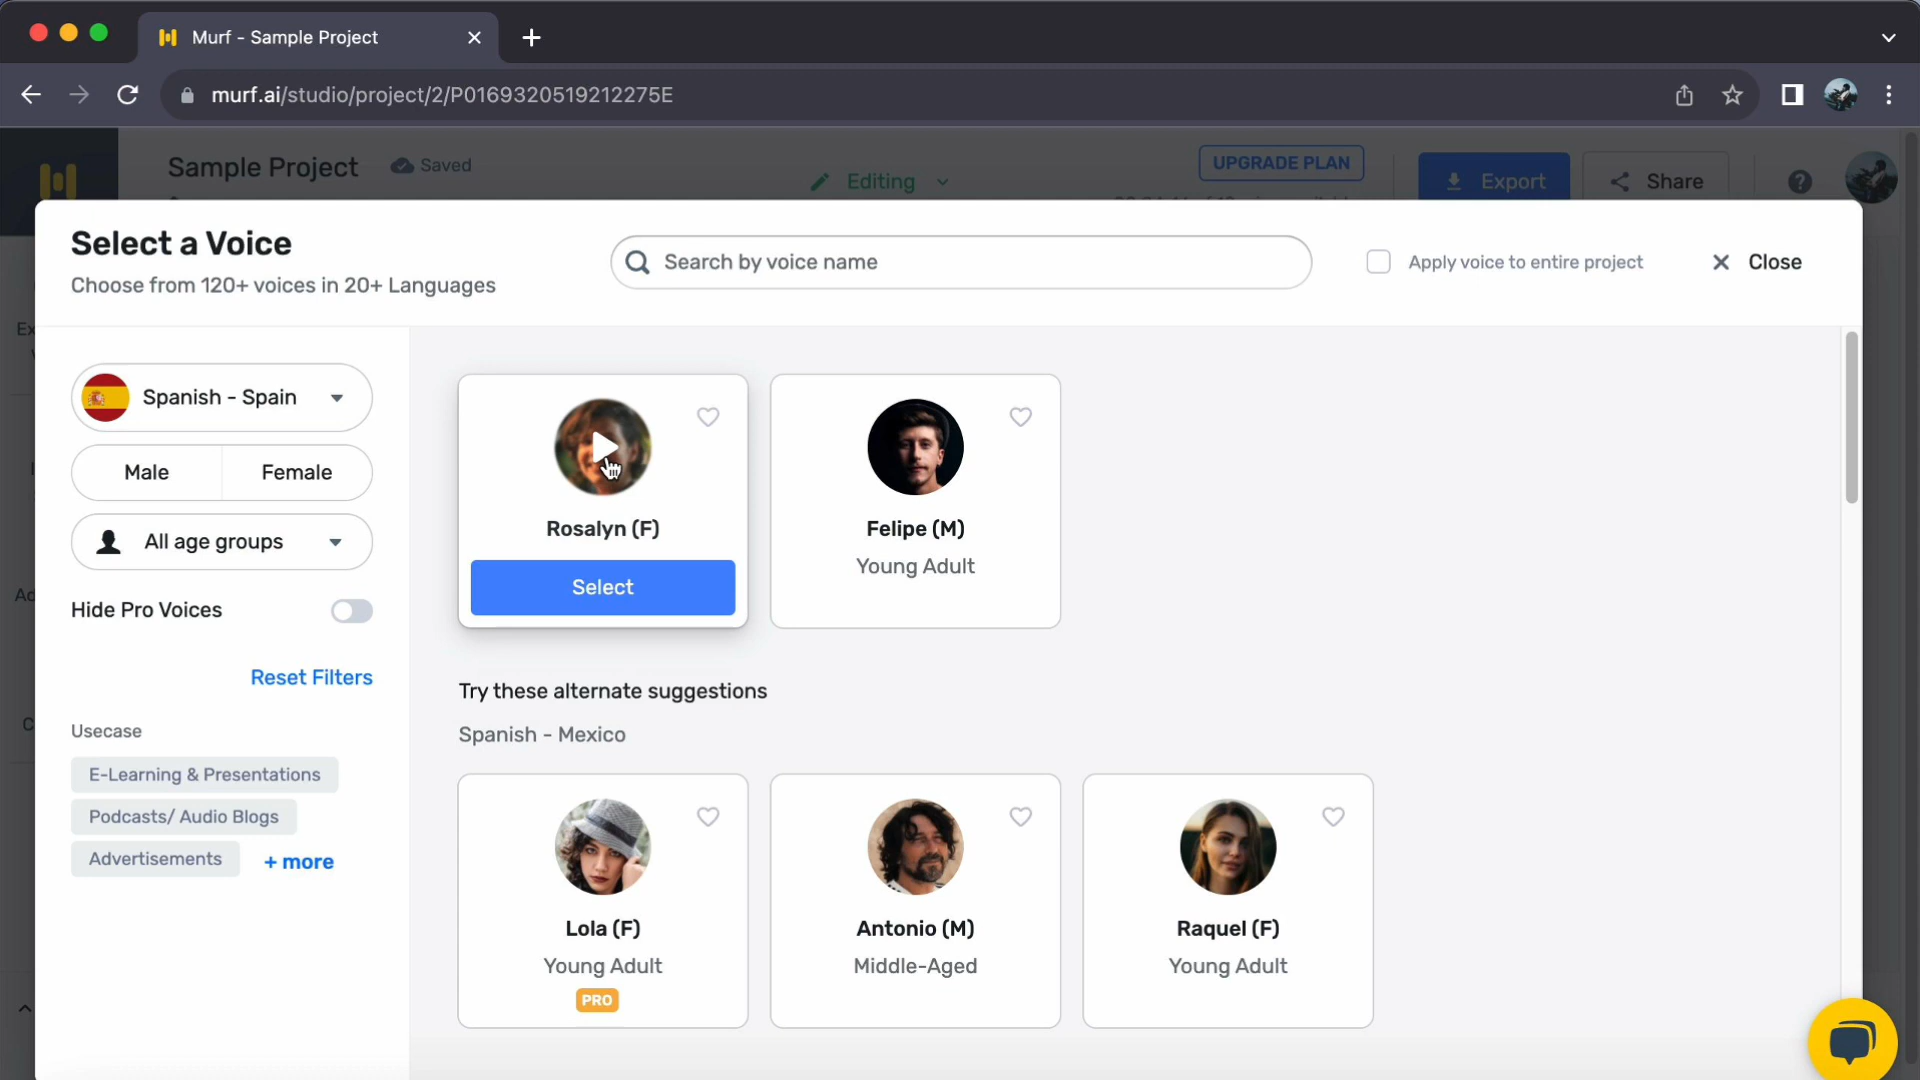 Murf - Sample Project
murf.ai/studio/project/2/P0169320519212275E
Sample Project
Saved
Editing
UPGRADE PLAN
Export
Share
Select a Voice
Choose from 120+ voices in 20+ Languages
Search by voice name
Apply voice to entire project
Close
Spanish - Spain
Male
Female
All age groups
Hide Pro Voices
Reset Filters
Usecase
E-Learning & Presentations
Podcasts/ Audio Blogs
Advertisements
+ more
Rosalyn (F)
Select
Felipe (M)
Young Adult
Try these alternate suggestions
Spanish - Mexico
Lola (F)
Young Adult
PRO
Antonio (M)
Middle-Aged
Raquel (F)
Young Adult